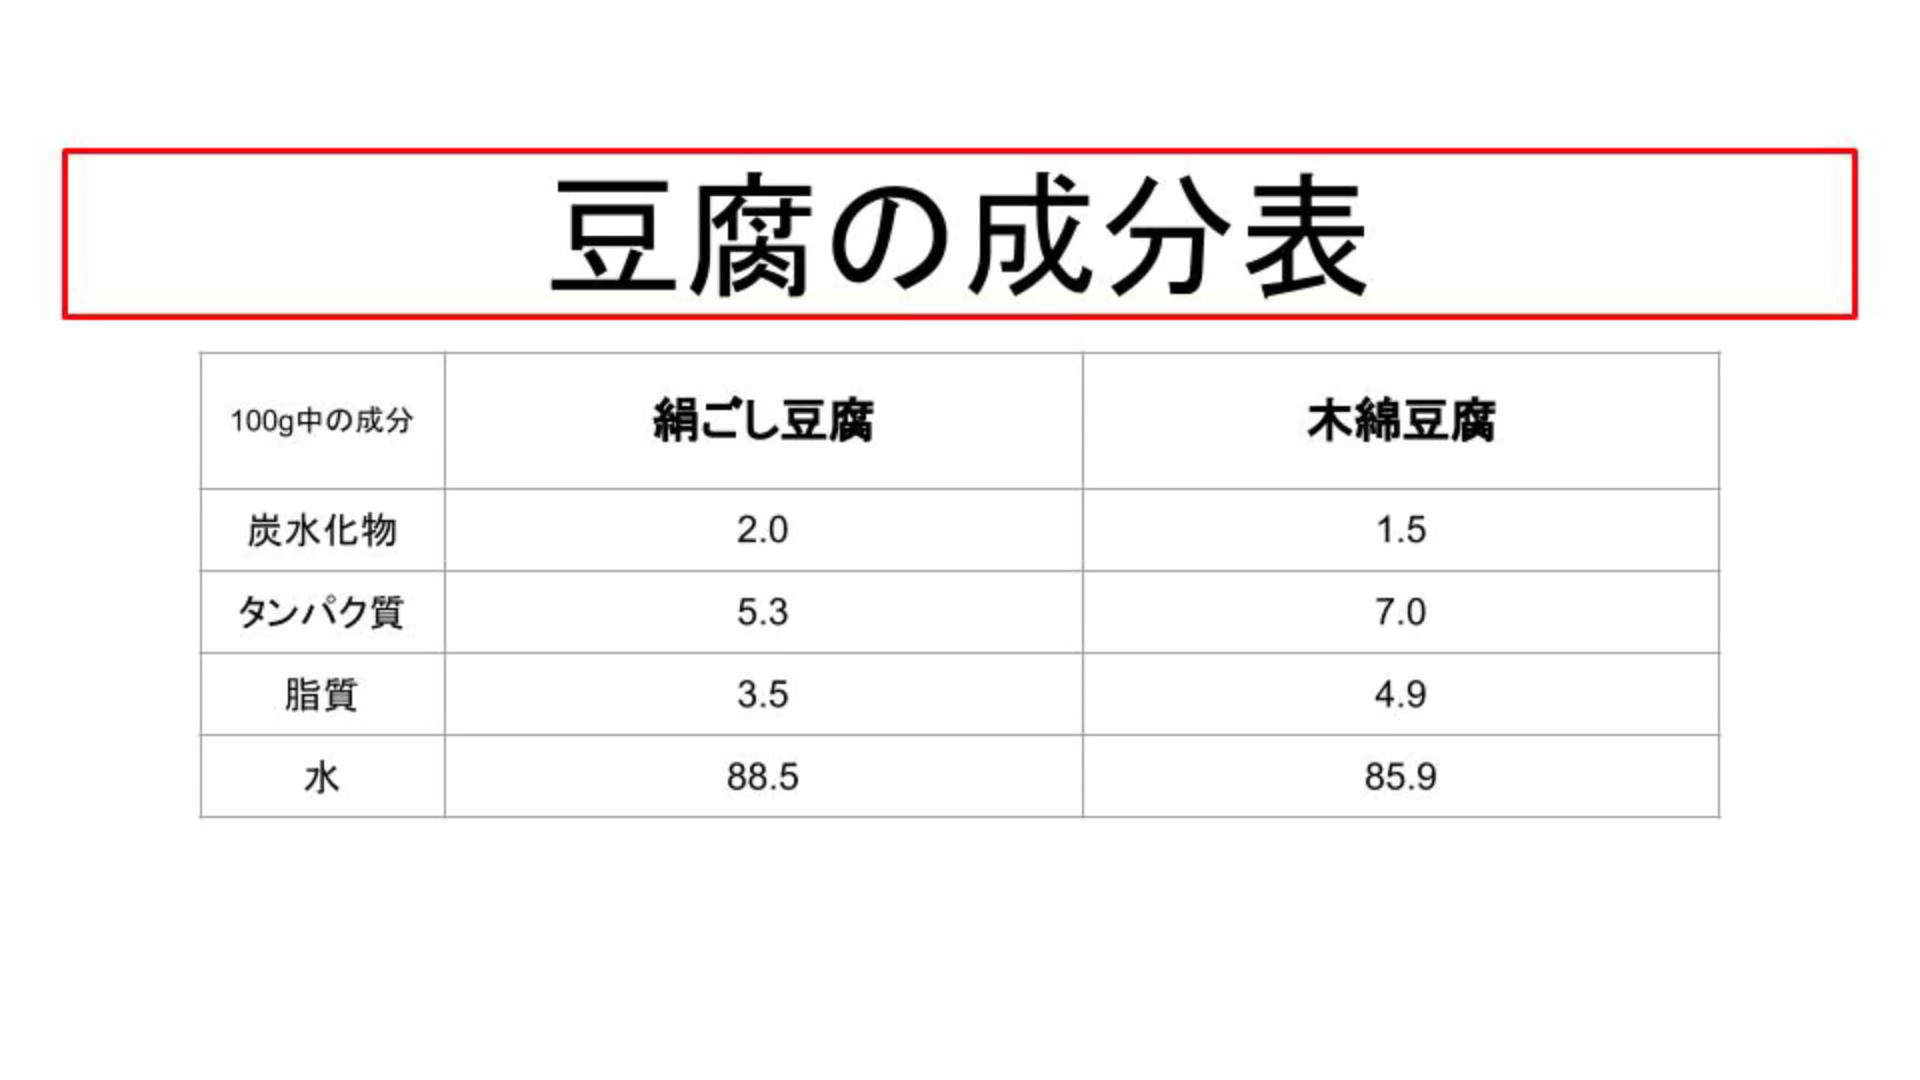 豆腐の成分表
100g中の成分 絹ごし豆腐 木綿豆腐
炭水化物 2.0 1.5
タンパク質 5.3 7.0
脂質 3.5 4.9
水 88.5 85.9